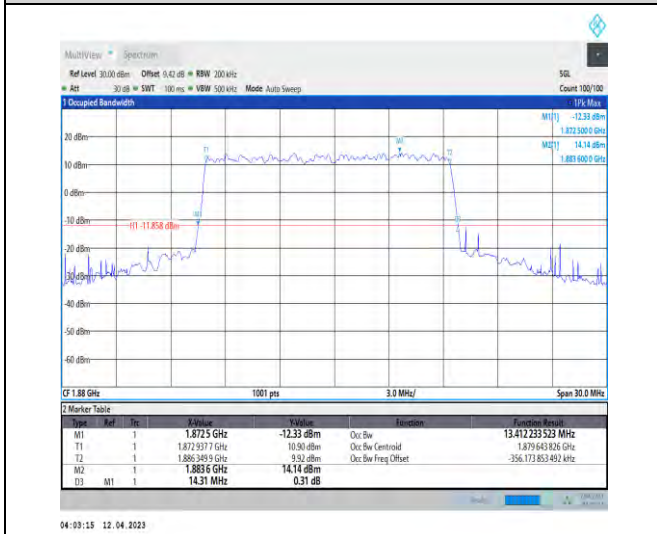 MultiView Spectrum
Ref Level 30.00 dBm Offset 0.42 dB RBW 200 kHz SGL
Att 30 dB SWT 100 ms VBW 500 kHz Mode Auto Sweep Count 100/100
1 Occupied Bandwidth 1Pk Max
M1[1] -12.33 dBm
1.872 500 0 GHz
M2[1] 14.14 dBm
1.883 600 0 GHz
20 dBm
T1 M2 T2
10 dBm
0 dBm
-10 dBm
H1 -11.858 dBm
-20 dBm
-30 dBm
-40 dBm
-50 dBm
-60 dBm
CF 1.88 GHz 1001 pts 3.0 MHz/ Span 30.0 MHz
2 Marker Table
Type Ref Trc X-Value Y-Value Function Function Result
M1 1 1.872 5 GHz -12.33 dBm Occ Bw 13.412 233 523 MHz
T1 1 1.872 937 7 GHz 10.90 dBm Occ Bw Centroid 1.879 643 826 GHz
T2 1 1.886 349 9 GHz 9.92 dBm Occ Bw Freq Offset -356.173 853 492 kHz
M2 1 1.883 6 GHz 14.14 dBm
D3 M1 1 14.31 MHz 0.31 dB
04:03:15 12.04.2023